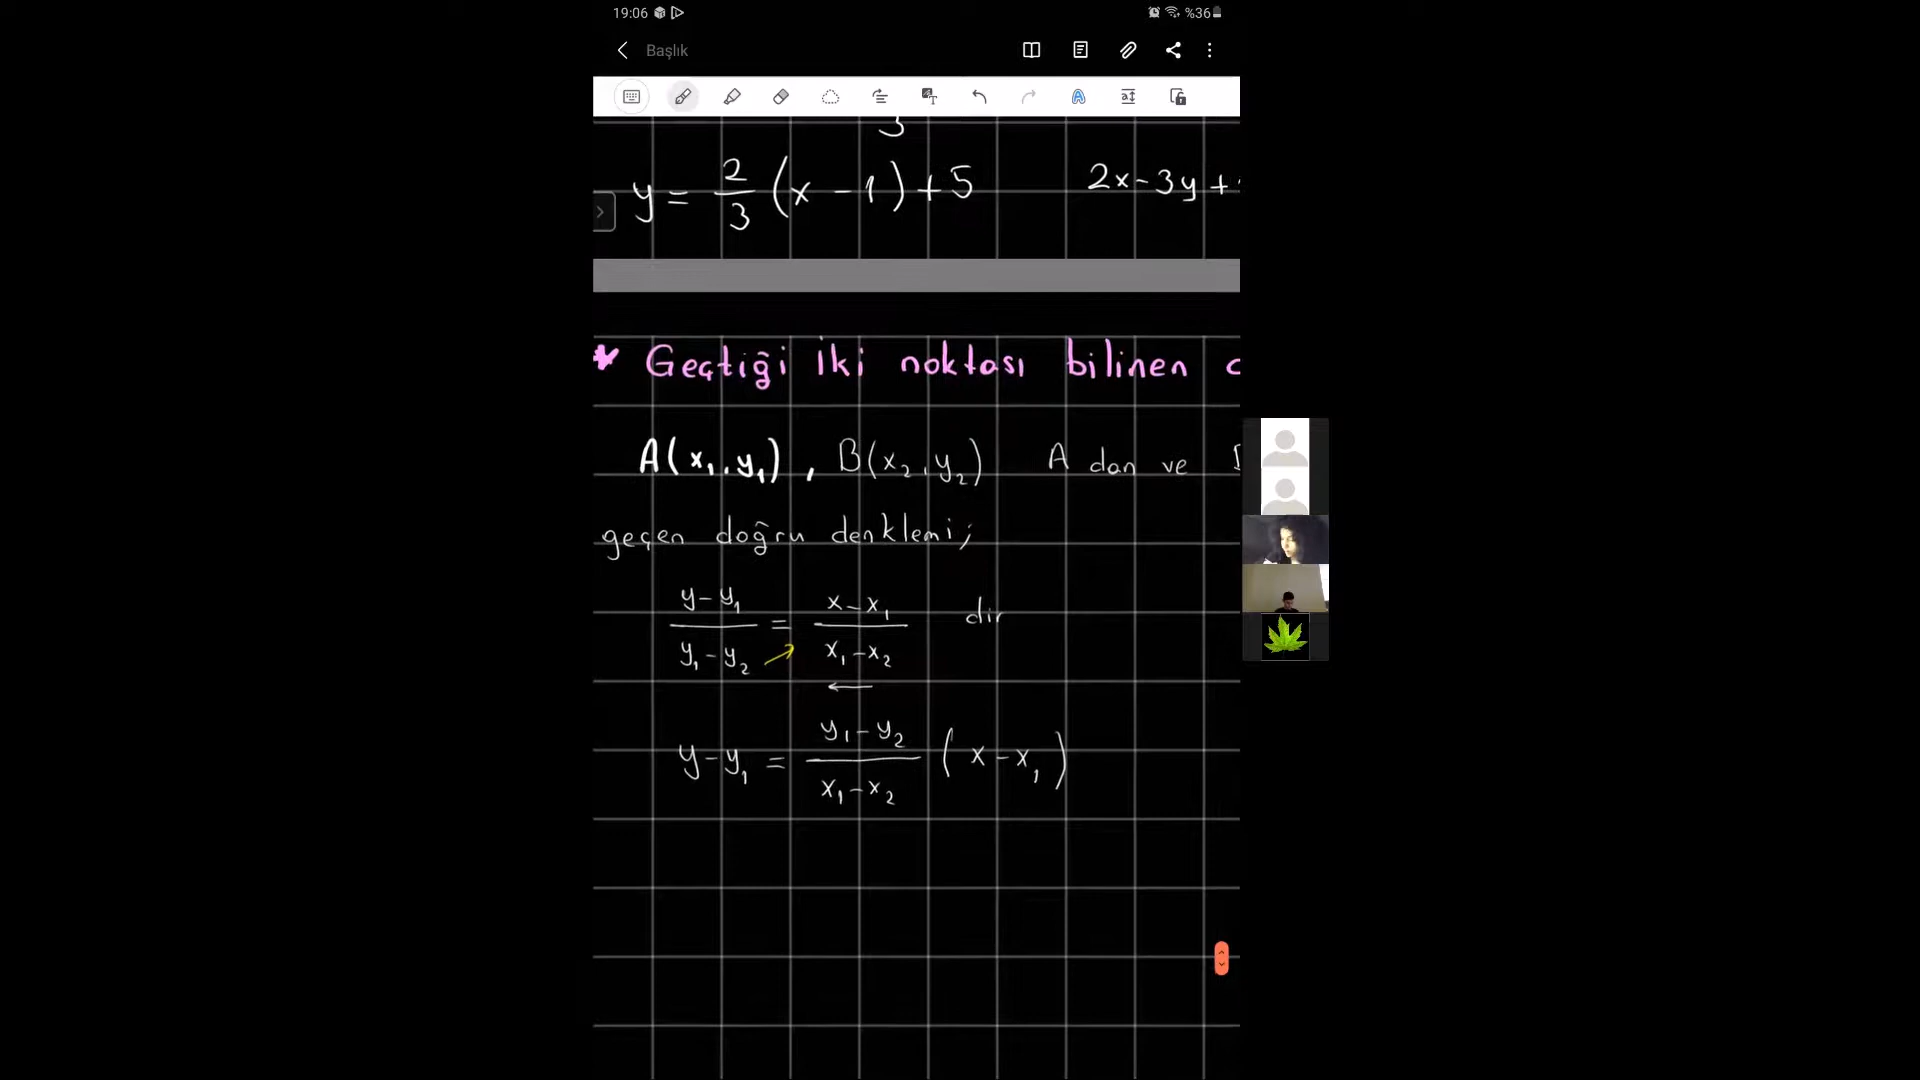 19:06 %36
Başlık
3
y = 2/3 (x - 1) + 5 2x - 3y +
* Geçtiği iki noktası bilinen
A(x₁, y₁), B(x₂, y₂) A dan ve
geçen doğru denklemi;
(y - y₁)/(y₁ - y₂) = (x - x₁)/(x₁ - x₂) dir
y - y₁ = (y₁ - y₂)/(x₁ - x₂) (x - x₁)